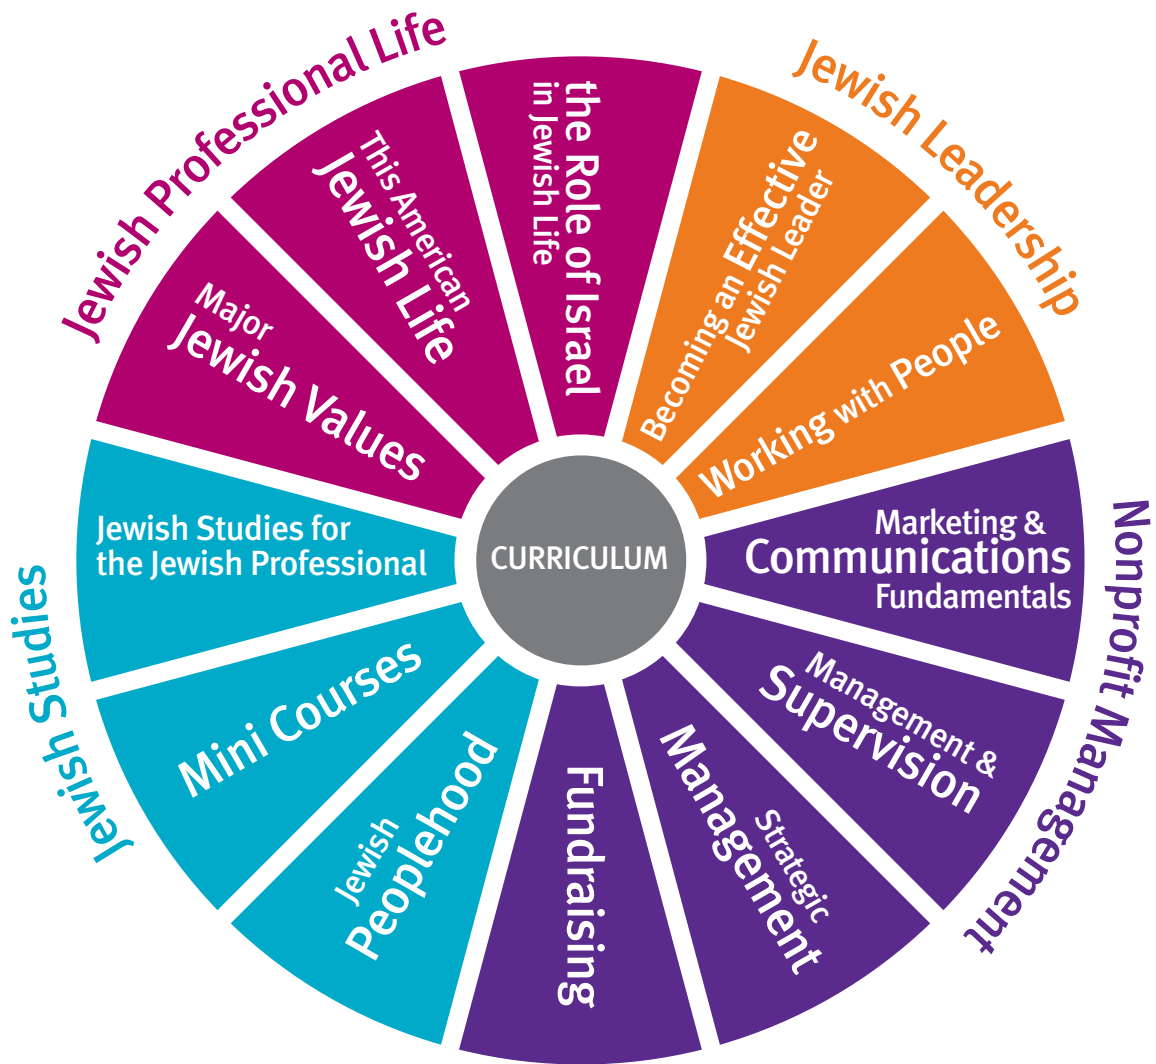 Jewish Professional Life
Major
Jewish Values
This American
Jewish Life
the Role of Israel
in Jewish Life
Jewish Leadership
Becoming an Effective
Jewish Leader
Working with People
Nonprofit Management
Marketing &
Communications
Fundamentals
Management &
Supervision
Strategic
Management
Fundraising
Jewish Studies
Jewish
Peoplehood
Mini Courses
Jewish Studies for
the Jewish Professional
CURRICULUM